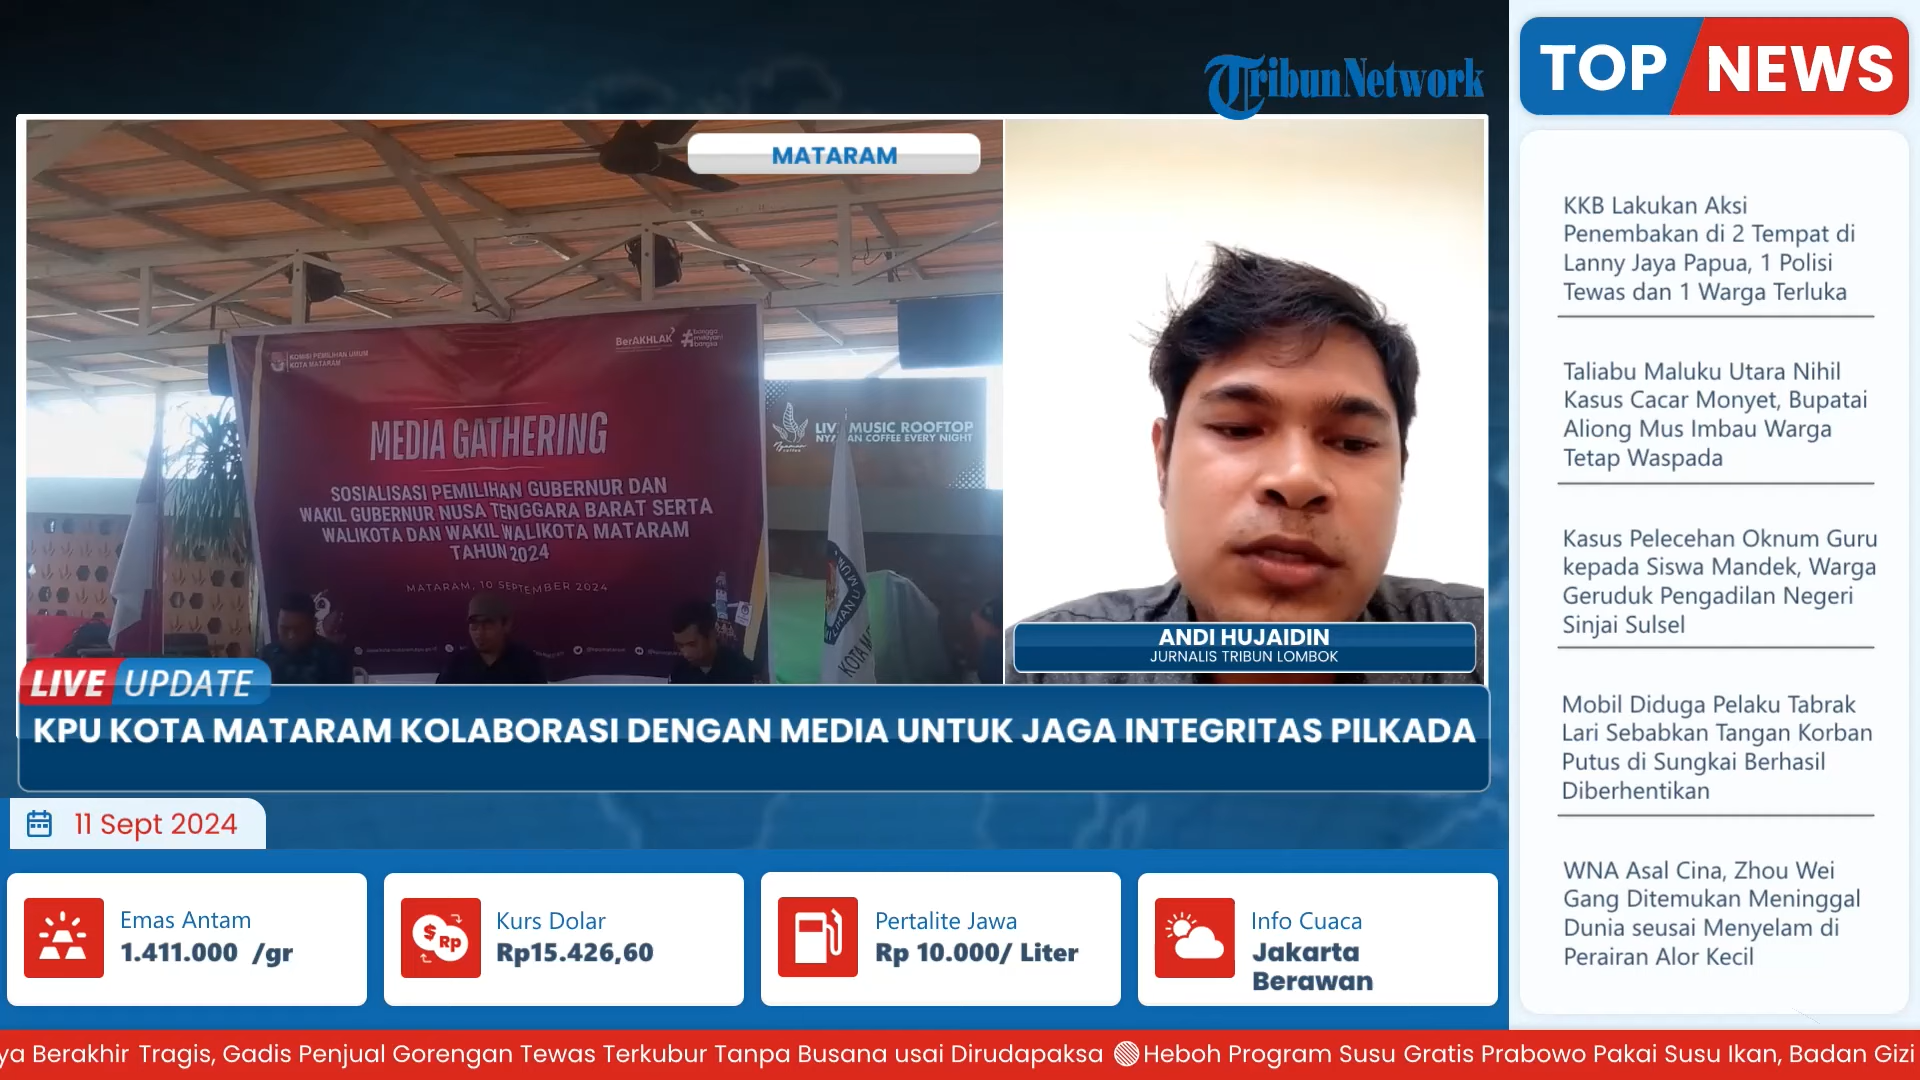 TribunNetwork
TOP NEWS
MATARAM
KOMISI PEMILIHAN UMUM
KOTA MATARAM
BerAKHLAK
#bangga
melayani
bangsa
MEDIA GATHERING
SOSIALISASI PEMILIHAN GUBERNUR DAN
WAKIL GUBERNUR NUSA TENGGARA BARAT SERTA
WALIKOTA DAN WAKIL WALIKOTA MATARAM
TAHUN 2024
MATARAM, 10 SEPTEMBER 2024
MUSIC ROOFTOP
COFFEE EVERY NIGHT
ANDI HUJAIDIN
JURNALIS TRIBUN LOMBOK
LIVE UPDATE
KPU KOTA MATARAM KOLABORASI DENGAN MEDIA UNTUK JAGA INTEGRITAS PILKADA
11 Sept 2024
Emas Antam
1.411.000 /gr
Kurs Dolar
Rp15.426,60
Pertalite Jawa
Rp 10.000/ Liter
Info Cuaca
Jakarta
Berawan
KKB Lakukan Aksi
Penembakan di 2 Tempat di
Lanny Jaya Papua, 1 Polisi
Tewas dan 1 Warga Terluka
Taliabu Maluku Utara Nihil
Kasus Cacar Monyet, Bupatai
Aliong Mus Imbau Warga
Tetap Waspada
Kasus Pelecehan Oknum Guru
kepada Siswa Mandek, Warga
Geruduk Pengadilan Negeri
Sinjai Sulsel
Mobil Diduga Pelaku Tabrak
Lari Sebabkan Tangan Korban
Putus di Sungkai Berhasil
Diberhentikan
WNA Asal Cina, Zhou Wei
Gang Ditemukan Meninggal
Dunia seusai Menyelam di
Perairan Alor Kecil
ya Berakhir Tragis, Gadis Penjual Gorengan Tewas Terkubur Tanpa Busana usai Dirudapaksa Heboh Program Susu Gratis Prabowo Pakai Susu Ikan, Badan Gizi